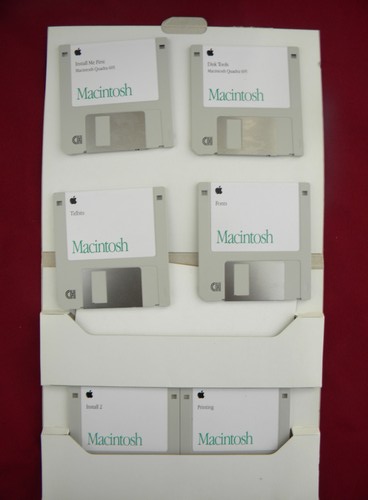 Install Me First
Macintosh Quadra 605
Macintosh
Disk Tools
Macintosh Quadra 605
Macintosh
Tidbits
Macintosh
Fonts
Macintosh
Install 2
Macintosh
Printing
Macintosh